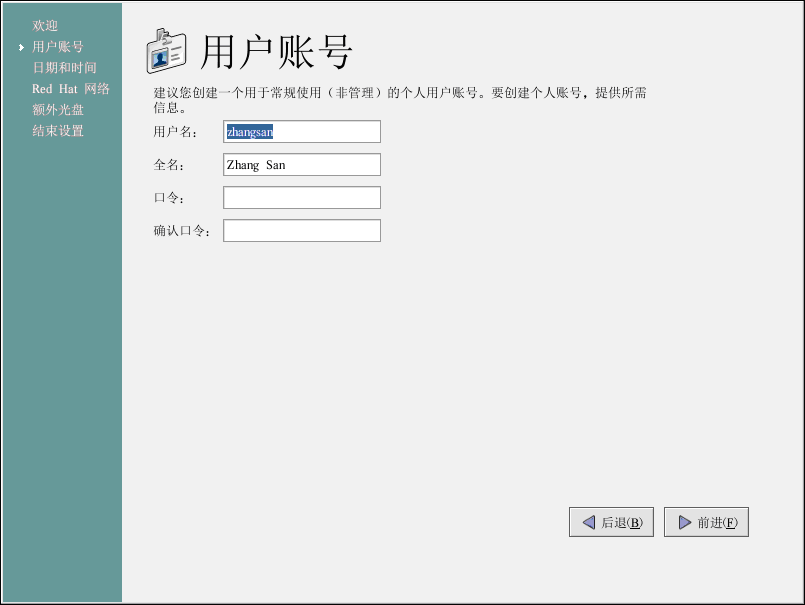 欢迎
用户账号
日期和时间
Red Hat 网络
额外光盘
结束设置
用户账号
建议您创建一个用于常规使用（非管理）的个人用户账号。要创建个人账号，提供所需
信息。
用户名： zhangsan
全名： Zhang San
口令：
确认口令：
后退(B) 前进(F)